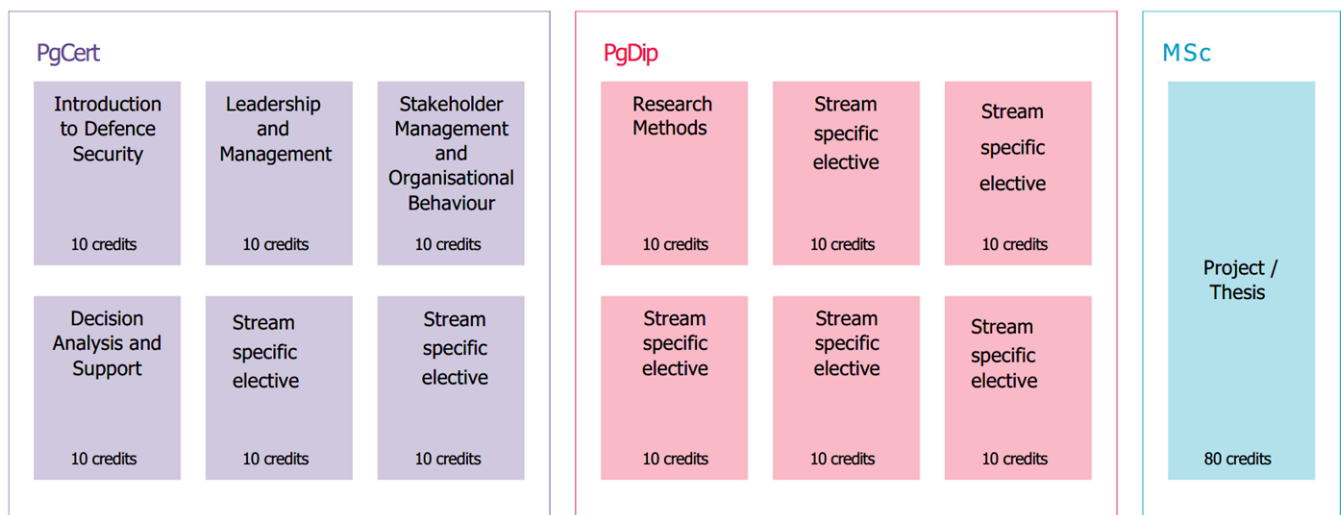 PgCert
Introduction
to Defence
Security
10 credits
Leadership
and
Management
10 credits
Stakeholder
Management
and
Organisational
Behaviour
10 credits
Decision
Analysis and
Support
10 credits
Stream
specific
elective
10 credits
Stream
specific
elective
10 credits
PgDip
Research
Methods
10 credits
Stream
specific
elective
10 credits
Stream
specific
elective
10 credits
Stream
specific
elective
10 credits
Stream
specific
elective
10 credits
Stream
specific
elective
10 credits
MSc
Project /
Thesis
80 credits